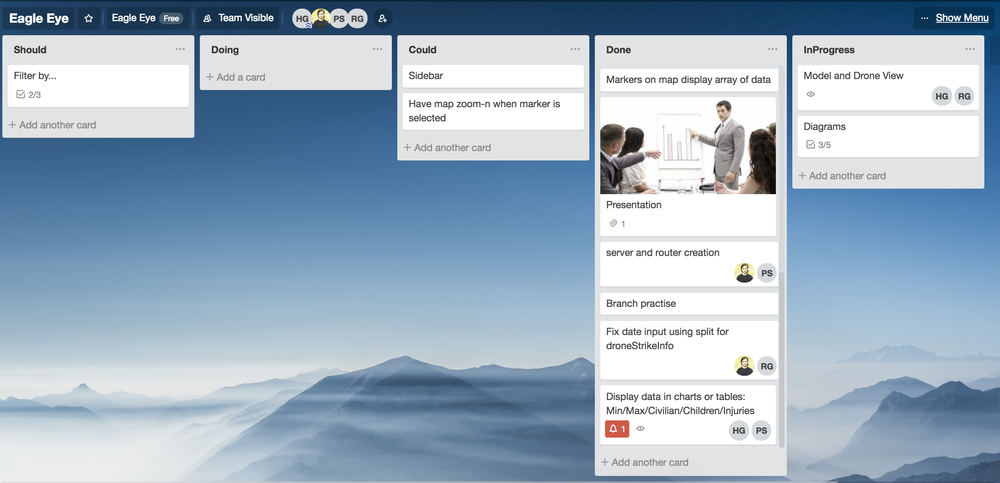 Eagle Eye
Eagle Eye Free
Team Visible
HG PS RG
Show Menu
Should
Filter by...
2/3
+ Add another card
Doing
+ Add a card
Could
Sidebar
Have map zoom-n when marker is
selected
+ Add another card
Done
Markers on map display array of data
Presentation
1
server and router creation
PS
Branch practise
Fix date input using split for
droneStrikeInfo
RG
Display data in charts or tables:
Min/Max/Civilian/Children/Injuries
1
HG PS
+ Add another card
InProgress
Model and Drone View
HG RG
Diagrams
3/5
+ Add another card